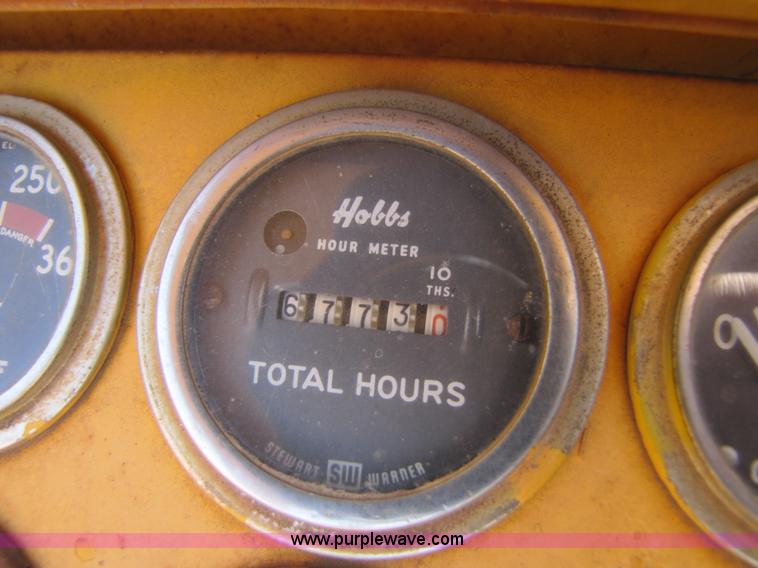 250
DANGER
36
F
Hobbs
HOUR METER
10
THS.
6 7 7 3 0
TOTAL HOURS
STEWART SW WARNER
0
www.purplewave.com